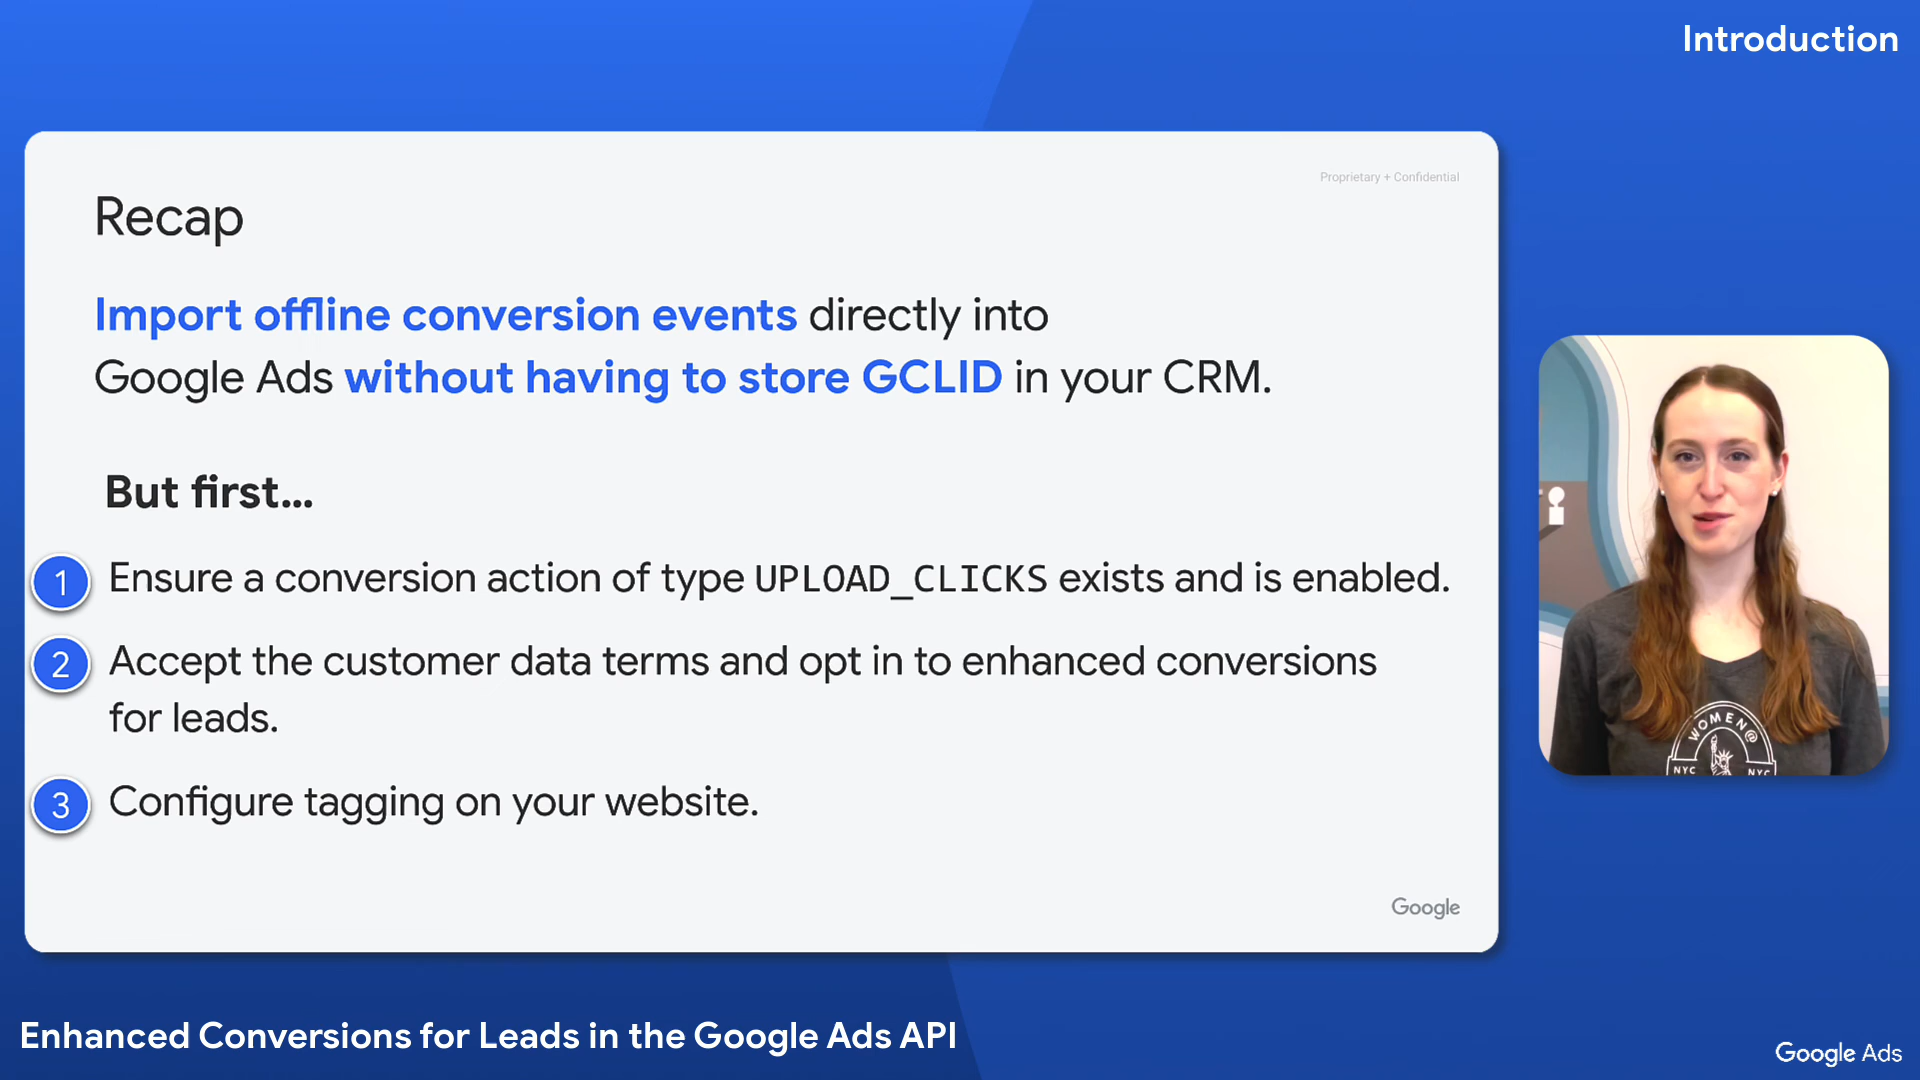 Introduction
Proprietary + Confidential
Recap
Import offline conversion events directly into
Google Ads without having to store GCLID in your CRM.
But first...
1 Ensure a conversion action of type UPLOAD_CLICKS exists and is enabled.
2 Accept the customer data terms and opt in to enhanced conversions
for leads.
3 Configure tagging on your website.
WOMEN@
NYC NYC
Google
Enhanced Conversions for Leads in the Google Ads API
Google Ads